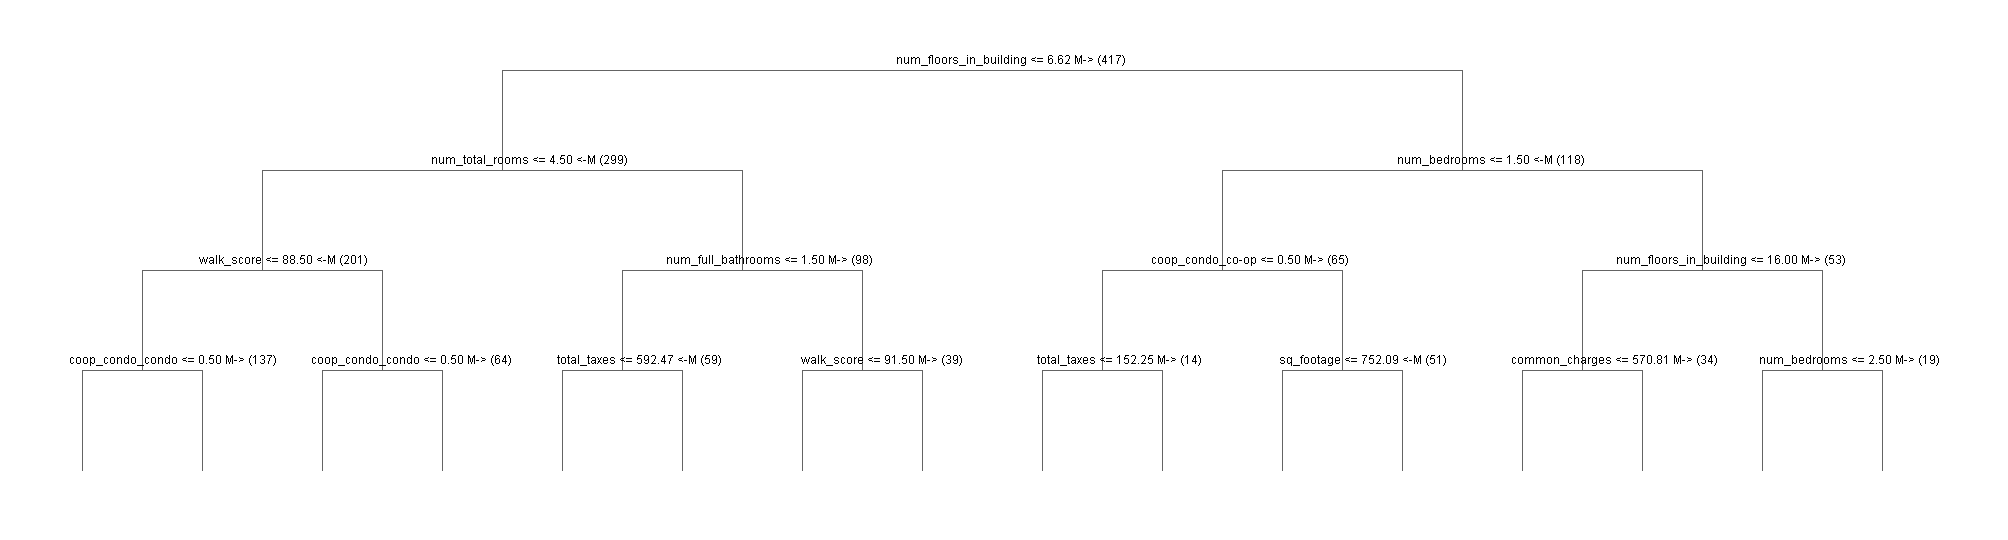 num_floors_in_building <= 6.62 M-> (417)
num_total_rooms <= 4.50 <-M (299)
num_bedrooms <= 1.50 <-M (118)
walk_score <= 88.50 <-M (201)
num_full_bathrooms <= 1.50 M-> (98)
coop_condo_co-op <= 0.50 M-> (65)
num_floors_in_building <= 16.00 M-> (53)
coop_condo_condo <= 0.50 M-> (137)
coop_condo_condo <= 0.50 M-> (64)
total_taxes <= 592.47 <-M (59)
walk_score <= 91.50 M-> (39)
total_taxes <= 152.25 M-> (14)
sq_footage <= 752.09 <-M (51)
common_charges <= 570.81 M-> (34)
num_bedrooms <= 2.50 M-> (19)